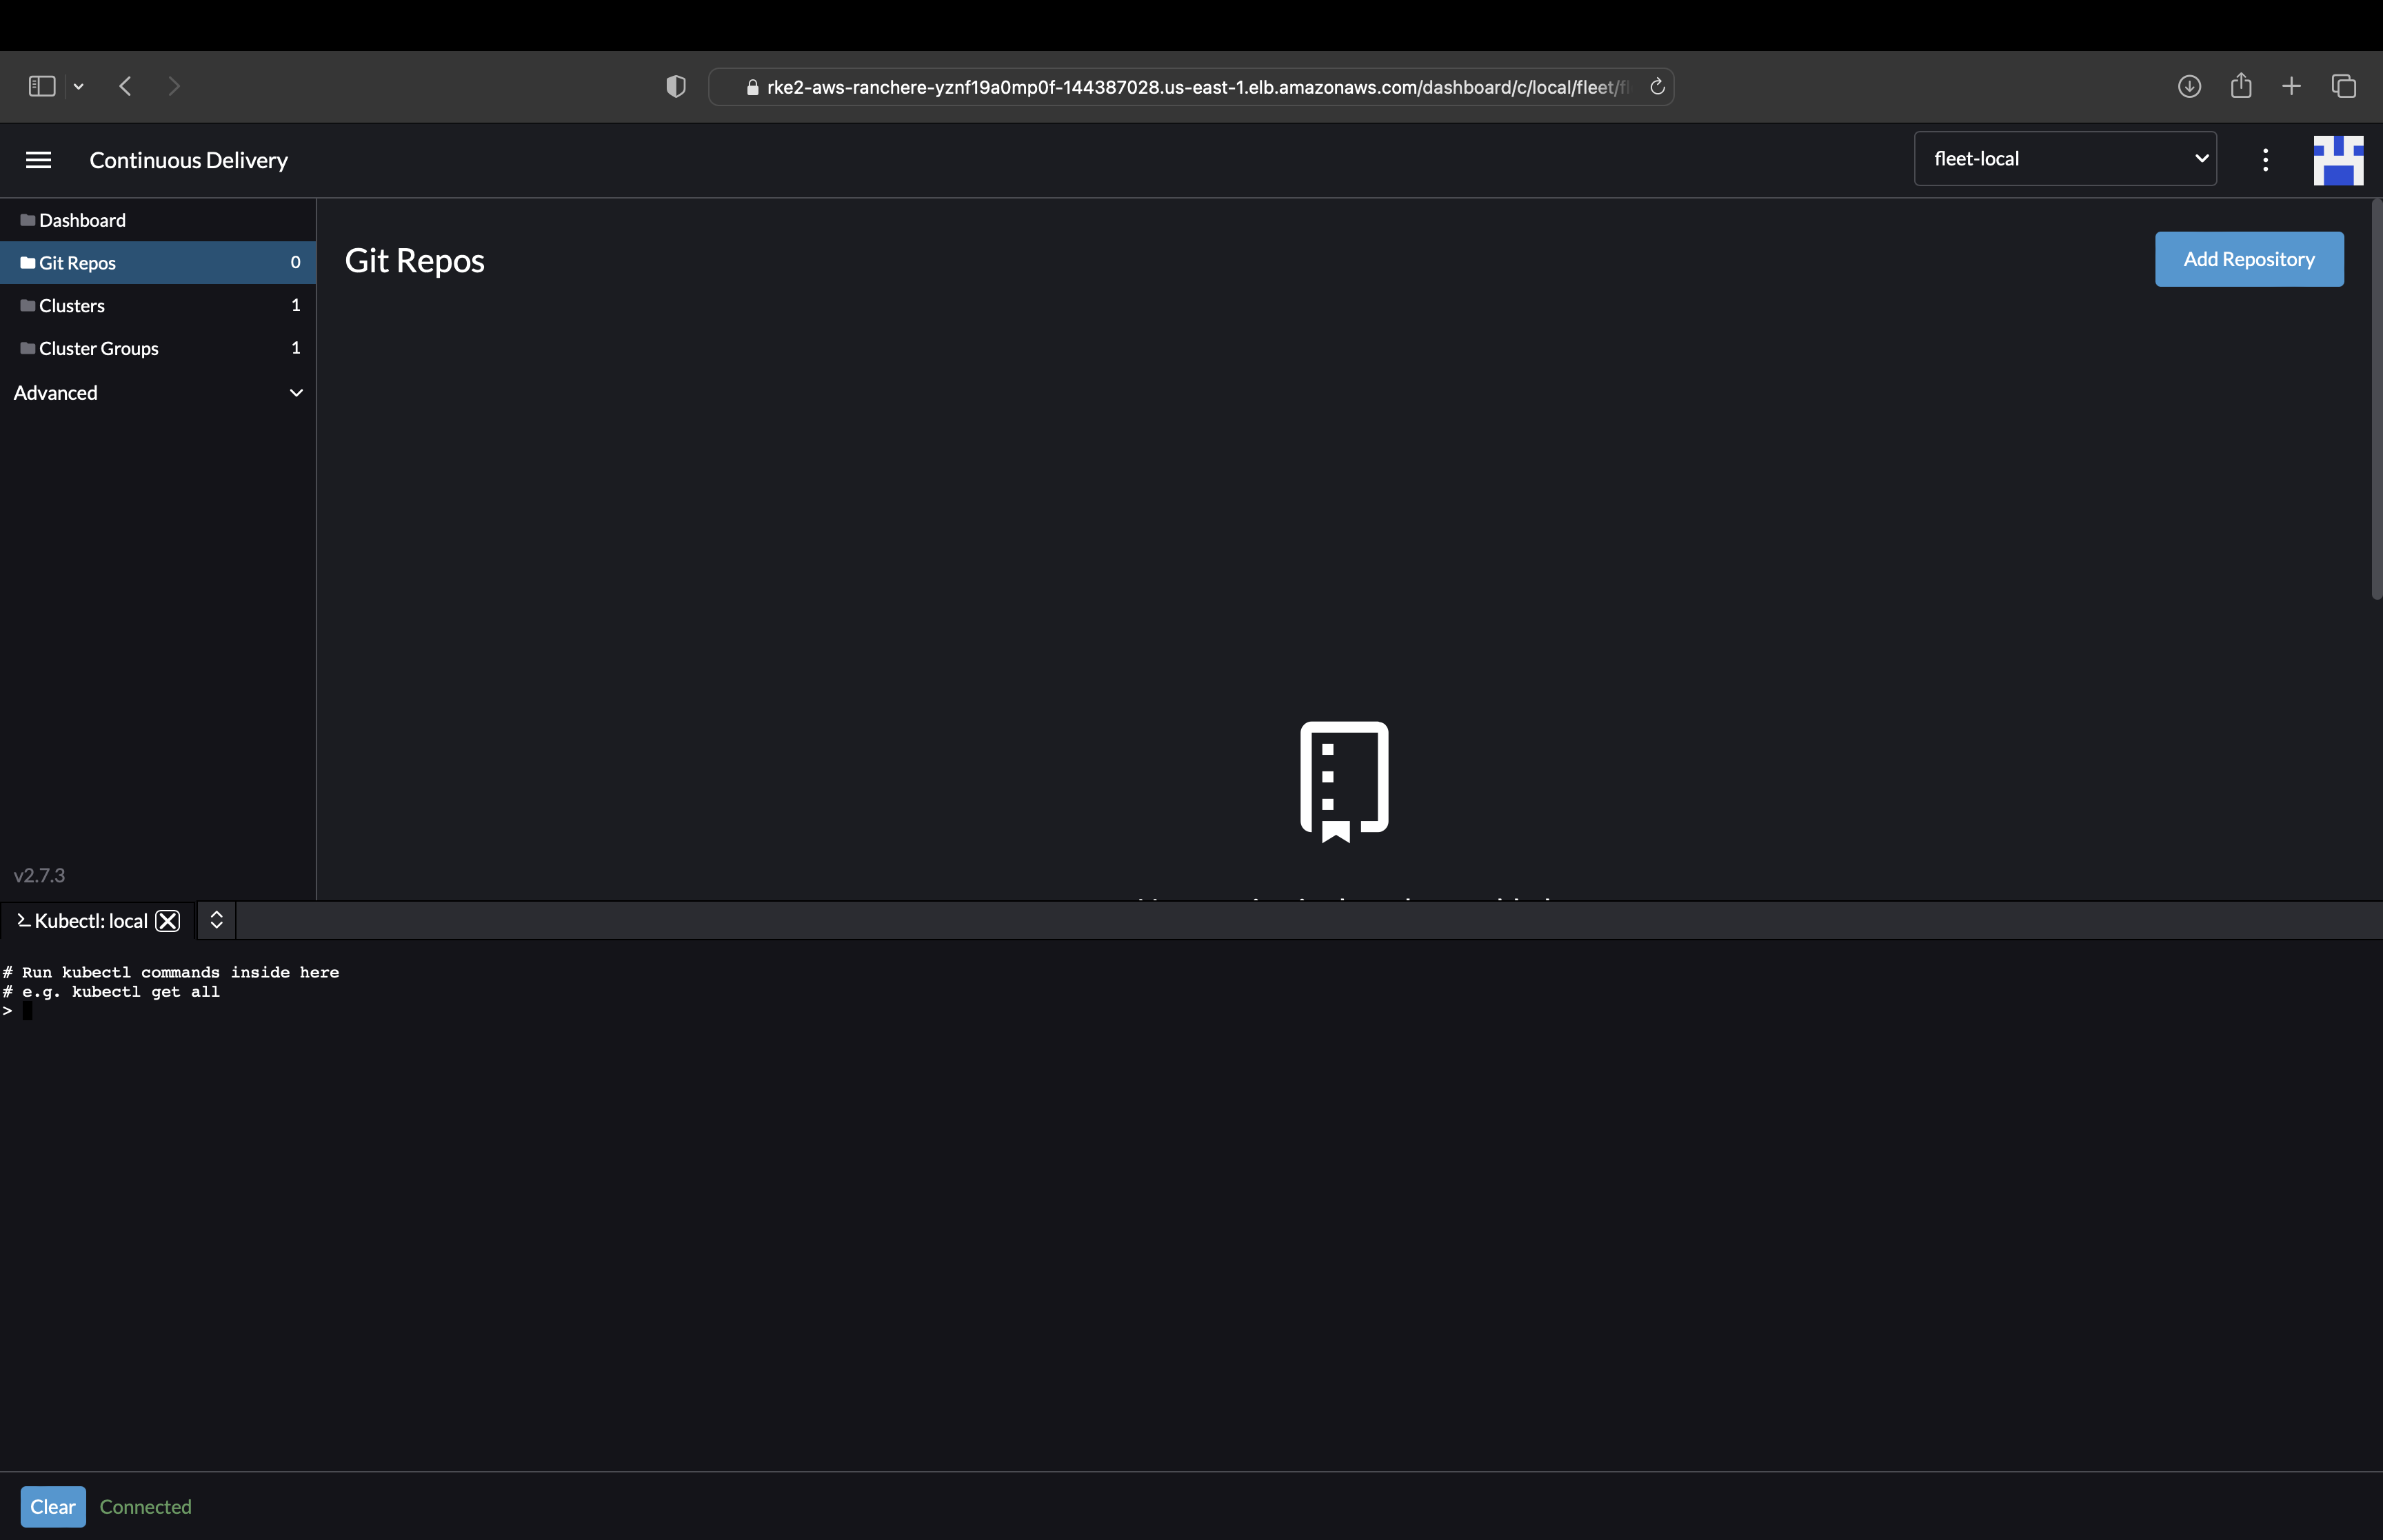 rke2-aws-ranchere-yznf19a0mp0f-144387028.us-east-1.elb.amazonaws.com/dashboard/c/local/fleet/
Continuous Delivery
fleet-local
Dashboard
Git Repos 0
Clusters 1
Cluster Groups 1
Advanced
Git Repos
Add Repository
v2.7.3
Kubectl: local
# Run kubectl commands inside here
# e.g. kubectl get all
>
Clear Connected